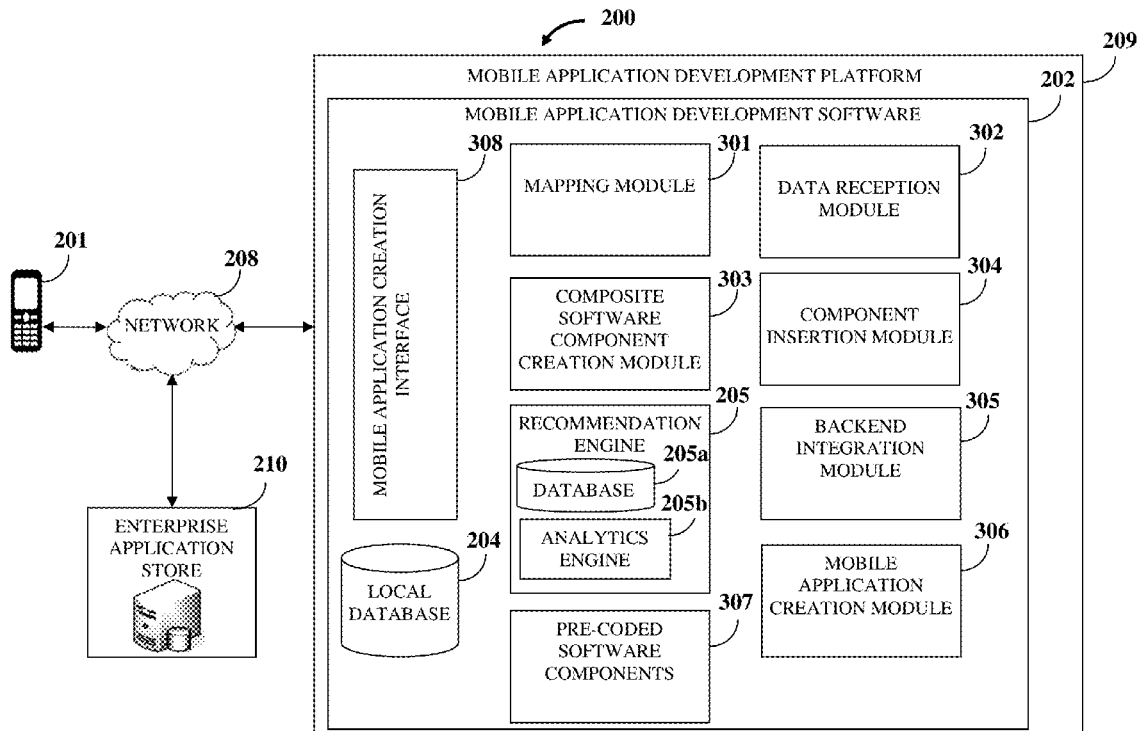 200
209
MOBILE APPLICATION DEVELOPMENT PLATFORM
202
MOBILE APPLICATION DEVELOPMENT SOFTWARE
308
MOBILE APPLICATION CREATION
INTERFACE
301
MAPPING MODULE
302
DATA RECEPTION
MODULE
201
208
NETWORK
303
COMPOSITE
SOFTWARE
COMPONENT
CREATION MODULE
304
COMPONENT
INSERTION MODULE
205
RECOMMENDATION
ENGINE
205a
DATABASE
205b
ANALYTICS
ENGINE
305
BACKEND
INTEGRATION
MODULE
210
ENTERPRISE
APPLICATION
STORE
204
LOCAL
DATABASE
306
MOBILE
APPLICATION
CREATION MODULE
307
PRE-CODED
SOFTWARE
COMPONENTS